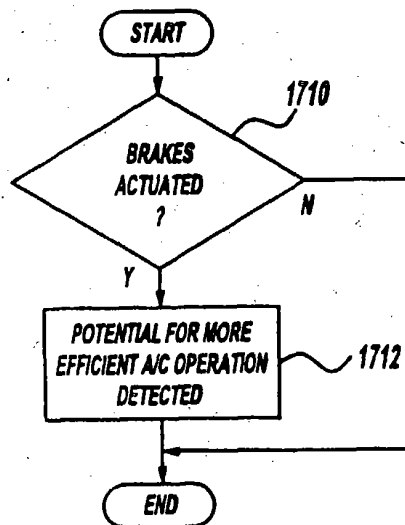 START
1710
BRAKES
ACTUATED
?
N
Y
POTENTIAL FOR MORE
EFFICIENT A/C OPERATION
DETECTED
1712
END